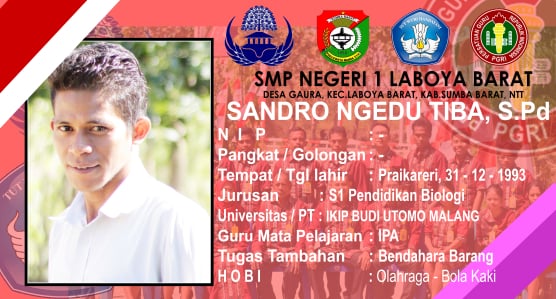 SMP NEGERI 1 LABOYA BARAT
DESA GAURA, KEC.LABOYA BARAT, KAB.SUMBA BARAT, NTT
SANDRO NGEDU TIBA, S.Pd
N I P : -
Pangkat / Golongan : -
Tempat / Tgl lahir : Praikareri, 31 - 12 - 1993
Jurusan : S1 Pendidikan Biologi
Universitas / PT : IKIP BUDI UTOMO MALANG
Guru Mata Pelajaran : IPA
Tugas Tambahan : Bendahara Barang
H O B I : Olahraga - Bola Kaki
PGRI